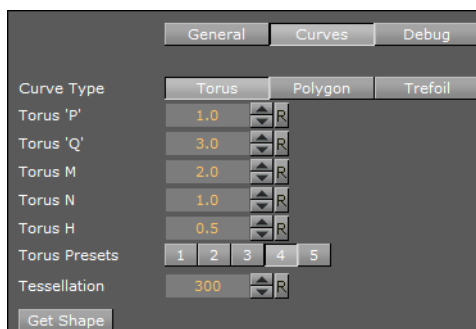 General Curves Debug
Curve Type Torus Polygon Trefoil
Torus 'P' 1.0 R
Torus 'Q' 3.0 R
Torus M 2.0 R
Torus N 1.0 R
Torus H 0.5 R
Torus Presets 1 2 3 4 5
Tessellation 300 R
Get Shape